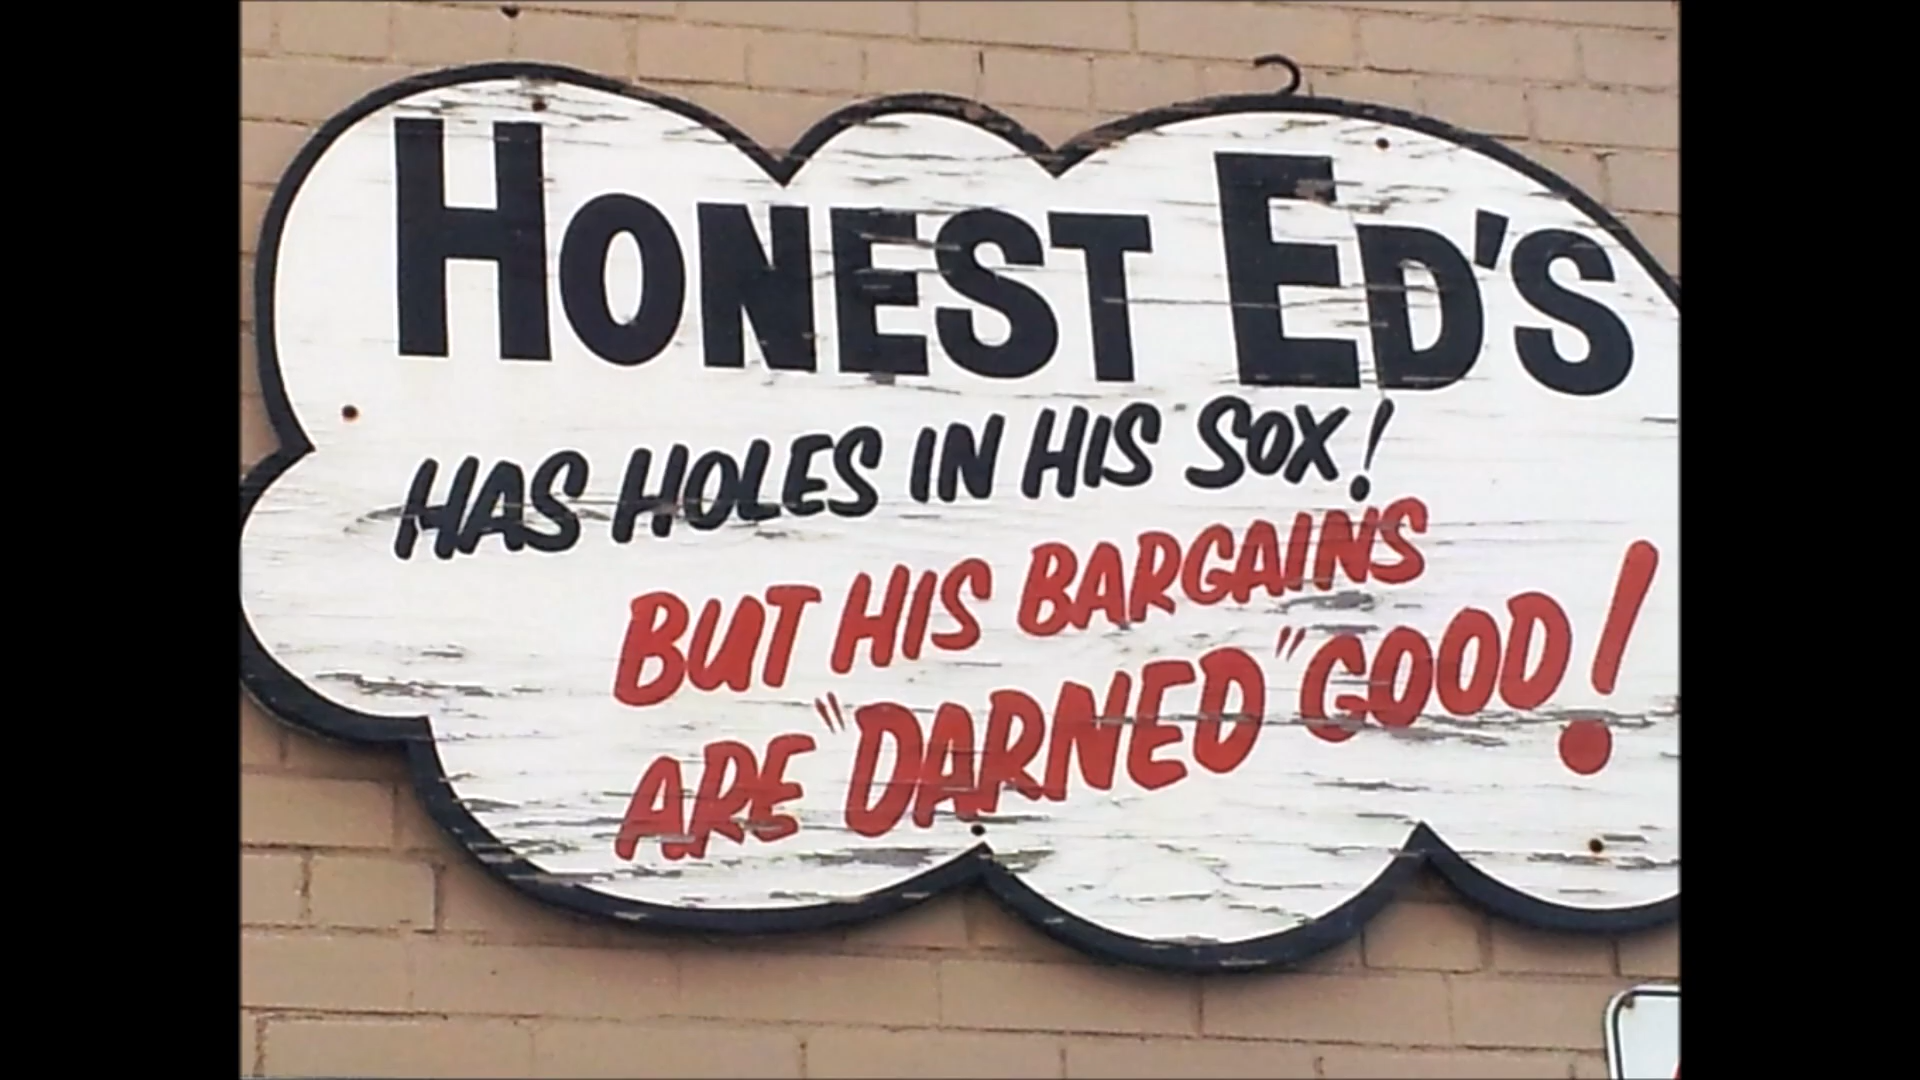 HONEST ED'S
HAS HOLES IN HIS SOX!
BUT HIS BARGAINS
ARE "DARNED" GOOD!